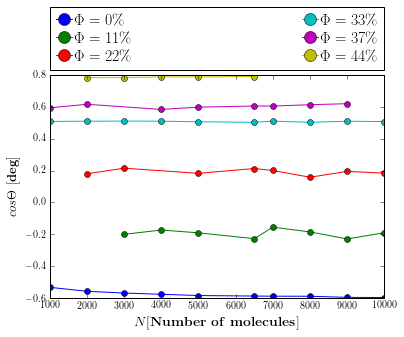 Φ = 0% Φ = 33%
Φ = 11% Φ = 37%
Φ = 22% Φ = 44%
0.8
0.6
0.4
0.2
0.0
−0.2
−0.4
−0.6
cosΘ [deg]
1000 2000 3000 4000 5000 6000 7000 8000 9000 10000
N[Number of molecules]